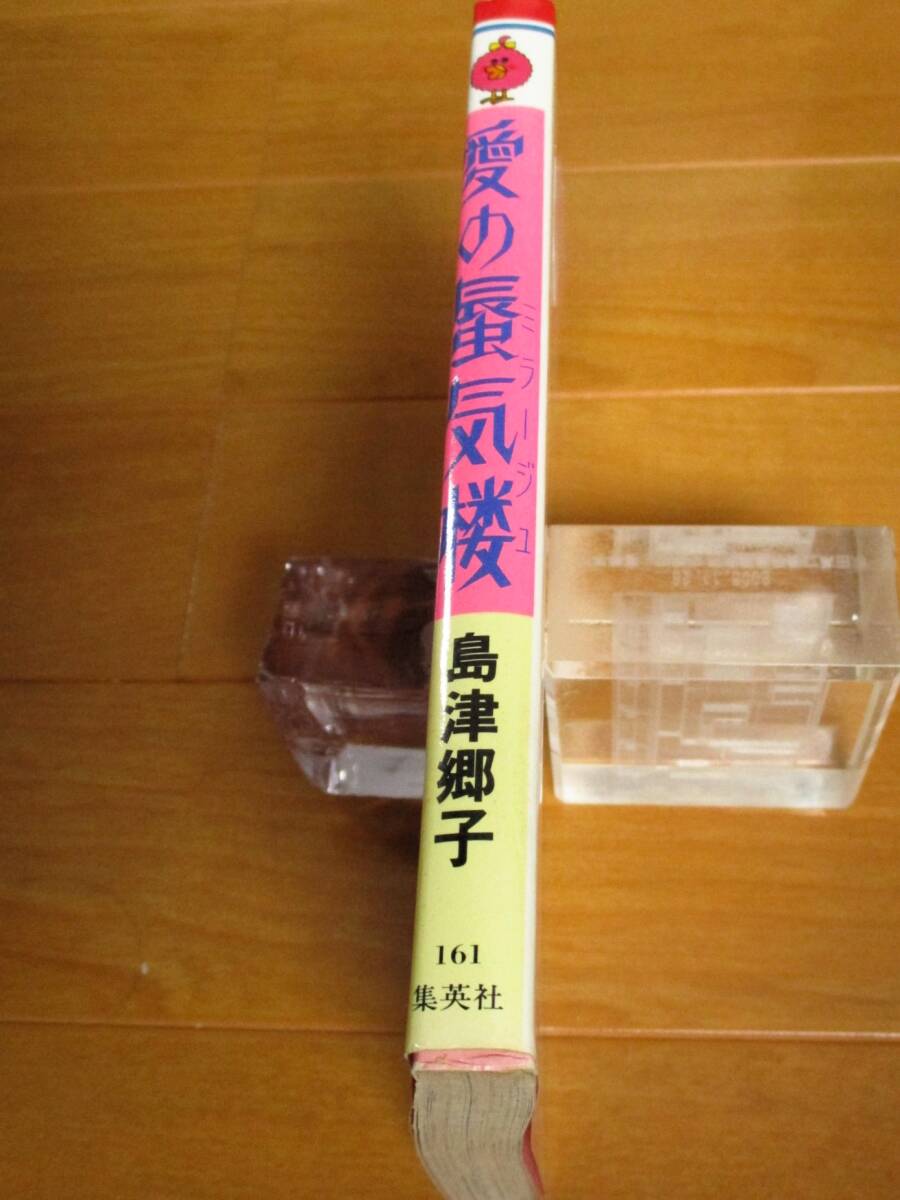 愛の蜃気楼
ミラージュ
島津郷子
161
集英社